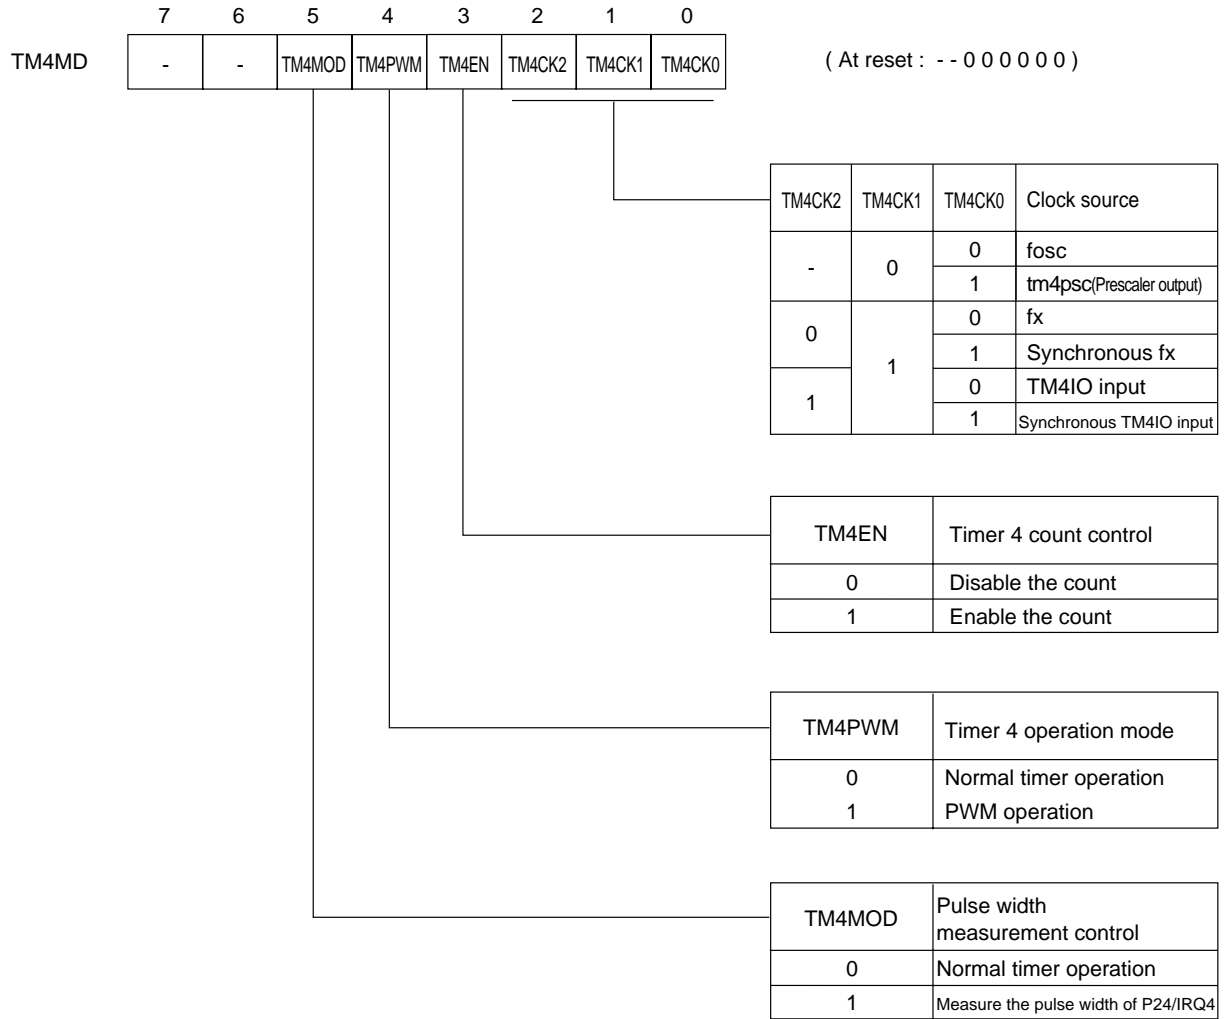 7 6 5 4 3 2 1 0
TM4MD - - TM4MOD TM4PWM TM4EN TM4CK2 TM4CK1 TM4CK0 ( At reset : - - 0 0 0 0 0 0 )
TM4CK2 TM4CK1 TM4CK0 Clock source
- 0 0 fosc
1 tm4psc(Prescaler output)
0 1 0 fx
1 Synchronous fx
1 0 TM4IO input
1 Synchronous TM4IO input
TM4EN Timer 4 count control
0 Disable the count
1 Enable the count
TM4PWM Timer 4 operation mode
0 Normal timer operation
1 PWM operation
TM4MOD Pulse width
measurement control
0 Normal timer operation
1 Measure the pulse width of P24/IRQ4